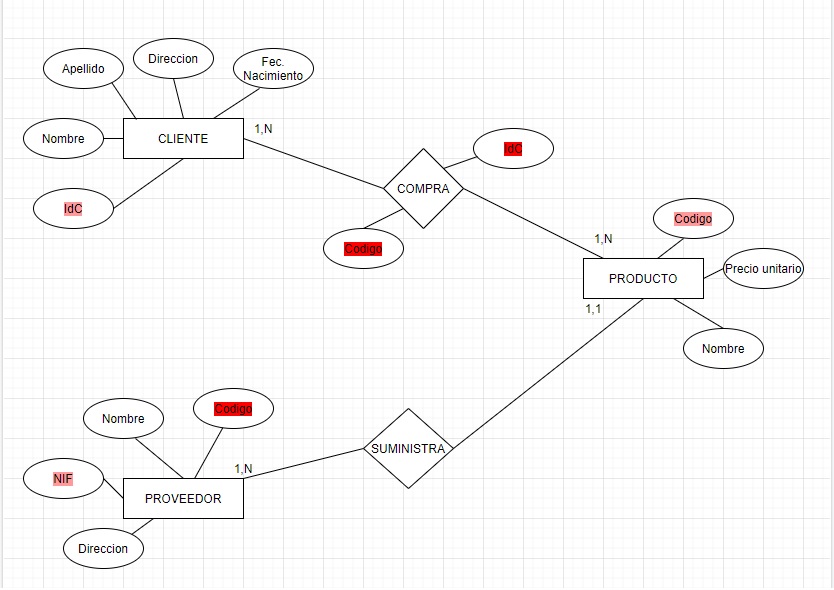 Apellido
Direccion
Fec.
Nacimiento
Nombre
CLIENTE
1,N
IdC
IdC
COMPRA
Codigo
Codigo
1,N
PRODUCTO
Precio unitario
1,1
Nombre
Nombre
Codigo
SUMINISTRA
1,N
NIF
PROVEEDOR
Direccion